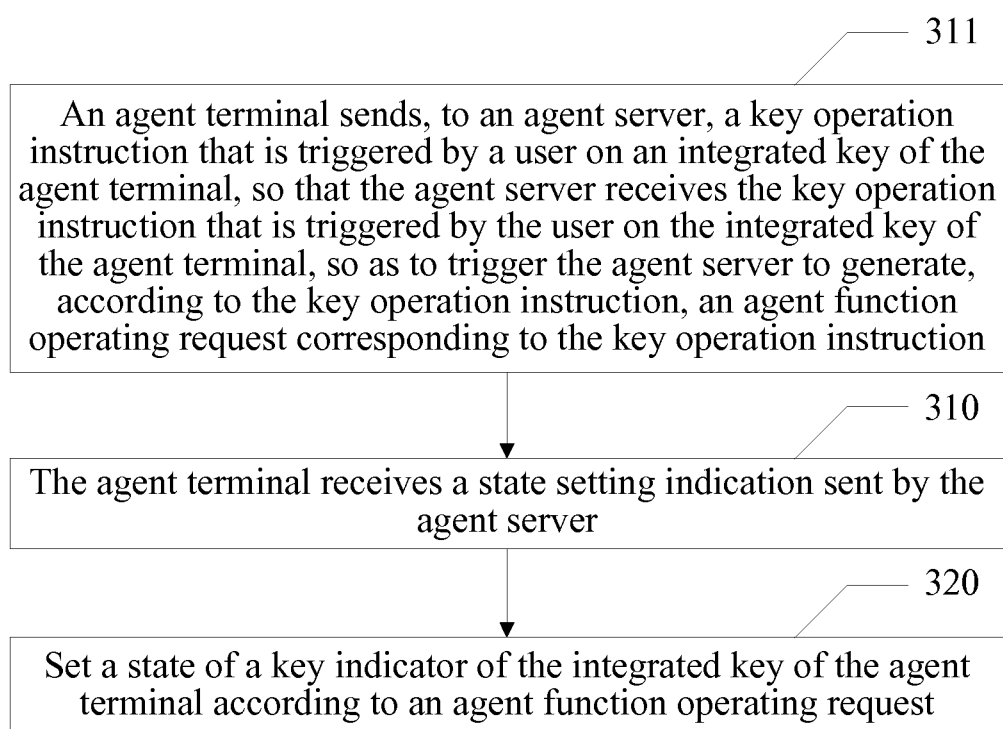 311
An agent terminal sends, to an agent server, a key operation
instruction that is triggered by a user on an integrated key of the
agent terminal, so that the agent server receives the key operation
instruction that is triggered by the user on the integrated key of
the agent terminal, so as to trigger the agent server to generate,
according to the key operation instruction, an agent function
operating request corresponding to the key operation instruction
310
The agent terminal receives a state setting indication sent by the
agent server
320
Set a state of a key indicator of the integrated key of the agent
terminal according to an agent function operating request